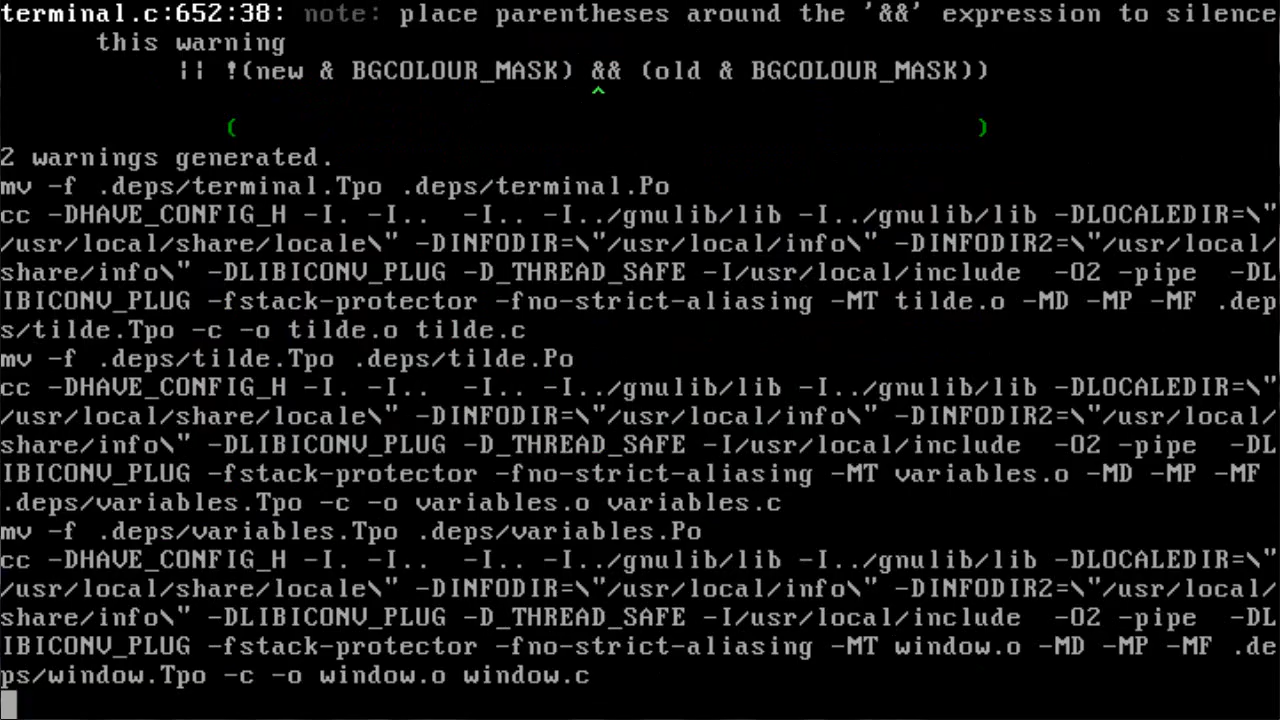 terminal.c:652:38: note: place parentheses around the '&&' expression to silence
      this warning
           || !(new & BGCOLOUR_MASK) && (old & BGCOLOUR_MASK))
                                     ^
              (                                              )
2 warnings generated.
mv -f .deps/terminal.Tpo .deps/terminal.Po
cc -DHAVE_CONFIG_H -I. -I..  -I.. -I../gnulib/lib -I../gnulib/lib -DLOCALEDIR=\"
/usr/local/share/locale\" -DINFODIR=\"/usr/local/info\" -DINFODIR2=\"/usr/local/
share/info\" -DLIBICONV_PLUG -D_THREAD_SAFE -I/usr/local/include  -O2 -pipe  -DL
IBICONV_PLUG -fstack-protector -fno-strict-aliasing -MT tilde.o -MD -MP -MF .dep
s/tilde.Tpo -c -o tilde.o tilde.c
mv -f .deps/tilde.Tpo .deps/tilde.Po
cc -DHAVE_CONFIG_H -I. -I..  -I.. -I../gnulib/lib -I../gnulib/lib -DLOCALEDIR=\"
/usr/local/share/locale\" -DINFODIR=\"/usr/local/info\" -DINFODIR2=\"/usr/local/
share/info\" -DLIBICONV_PLUG -D_THREAD_SAFE -I/usr/local/include  -O2 -pipe  -DL
IBICONV_PLUG -fstack-protector -fno-strict-aliasing -MT variables.o -MD -MP -MF
.deps/variables.Tpo -c -o variables.o variables.c
mv -f .deps/variables.Tpo .deps/variables.Po
cc -DHAVE_CONFIG_H -I. -I..  -I.. -I../gnulib/lib -I../gnulib/lib -DLOCALEDIR=\"
/usr/local/share/locale\" -DINFODIR=\"/usr/local/info\" -DINFODIR2=\"/usr/local/
share/info\" -DLIBICONV_PLUG -D_THREAD_SAFE -I/usr/local/include  -O2 -pipe  -DL
IBICONV_PLUG -fstack-protector -fno-strict-aliasing -MT window.o -MD -MP -MF .de
ps/window.Tpo -c -o window.o window.c